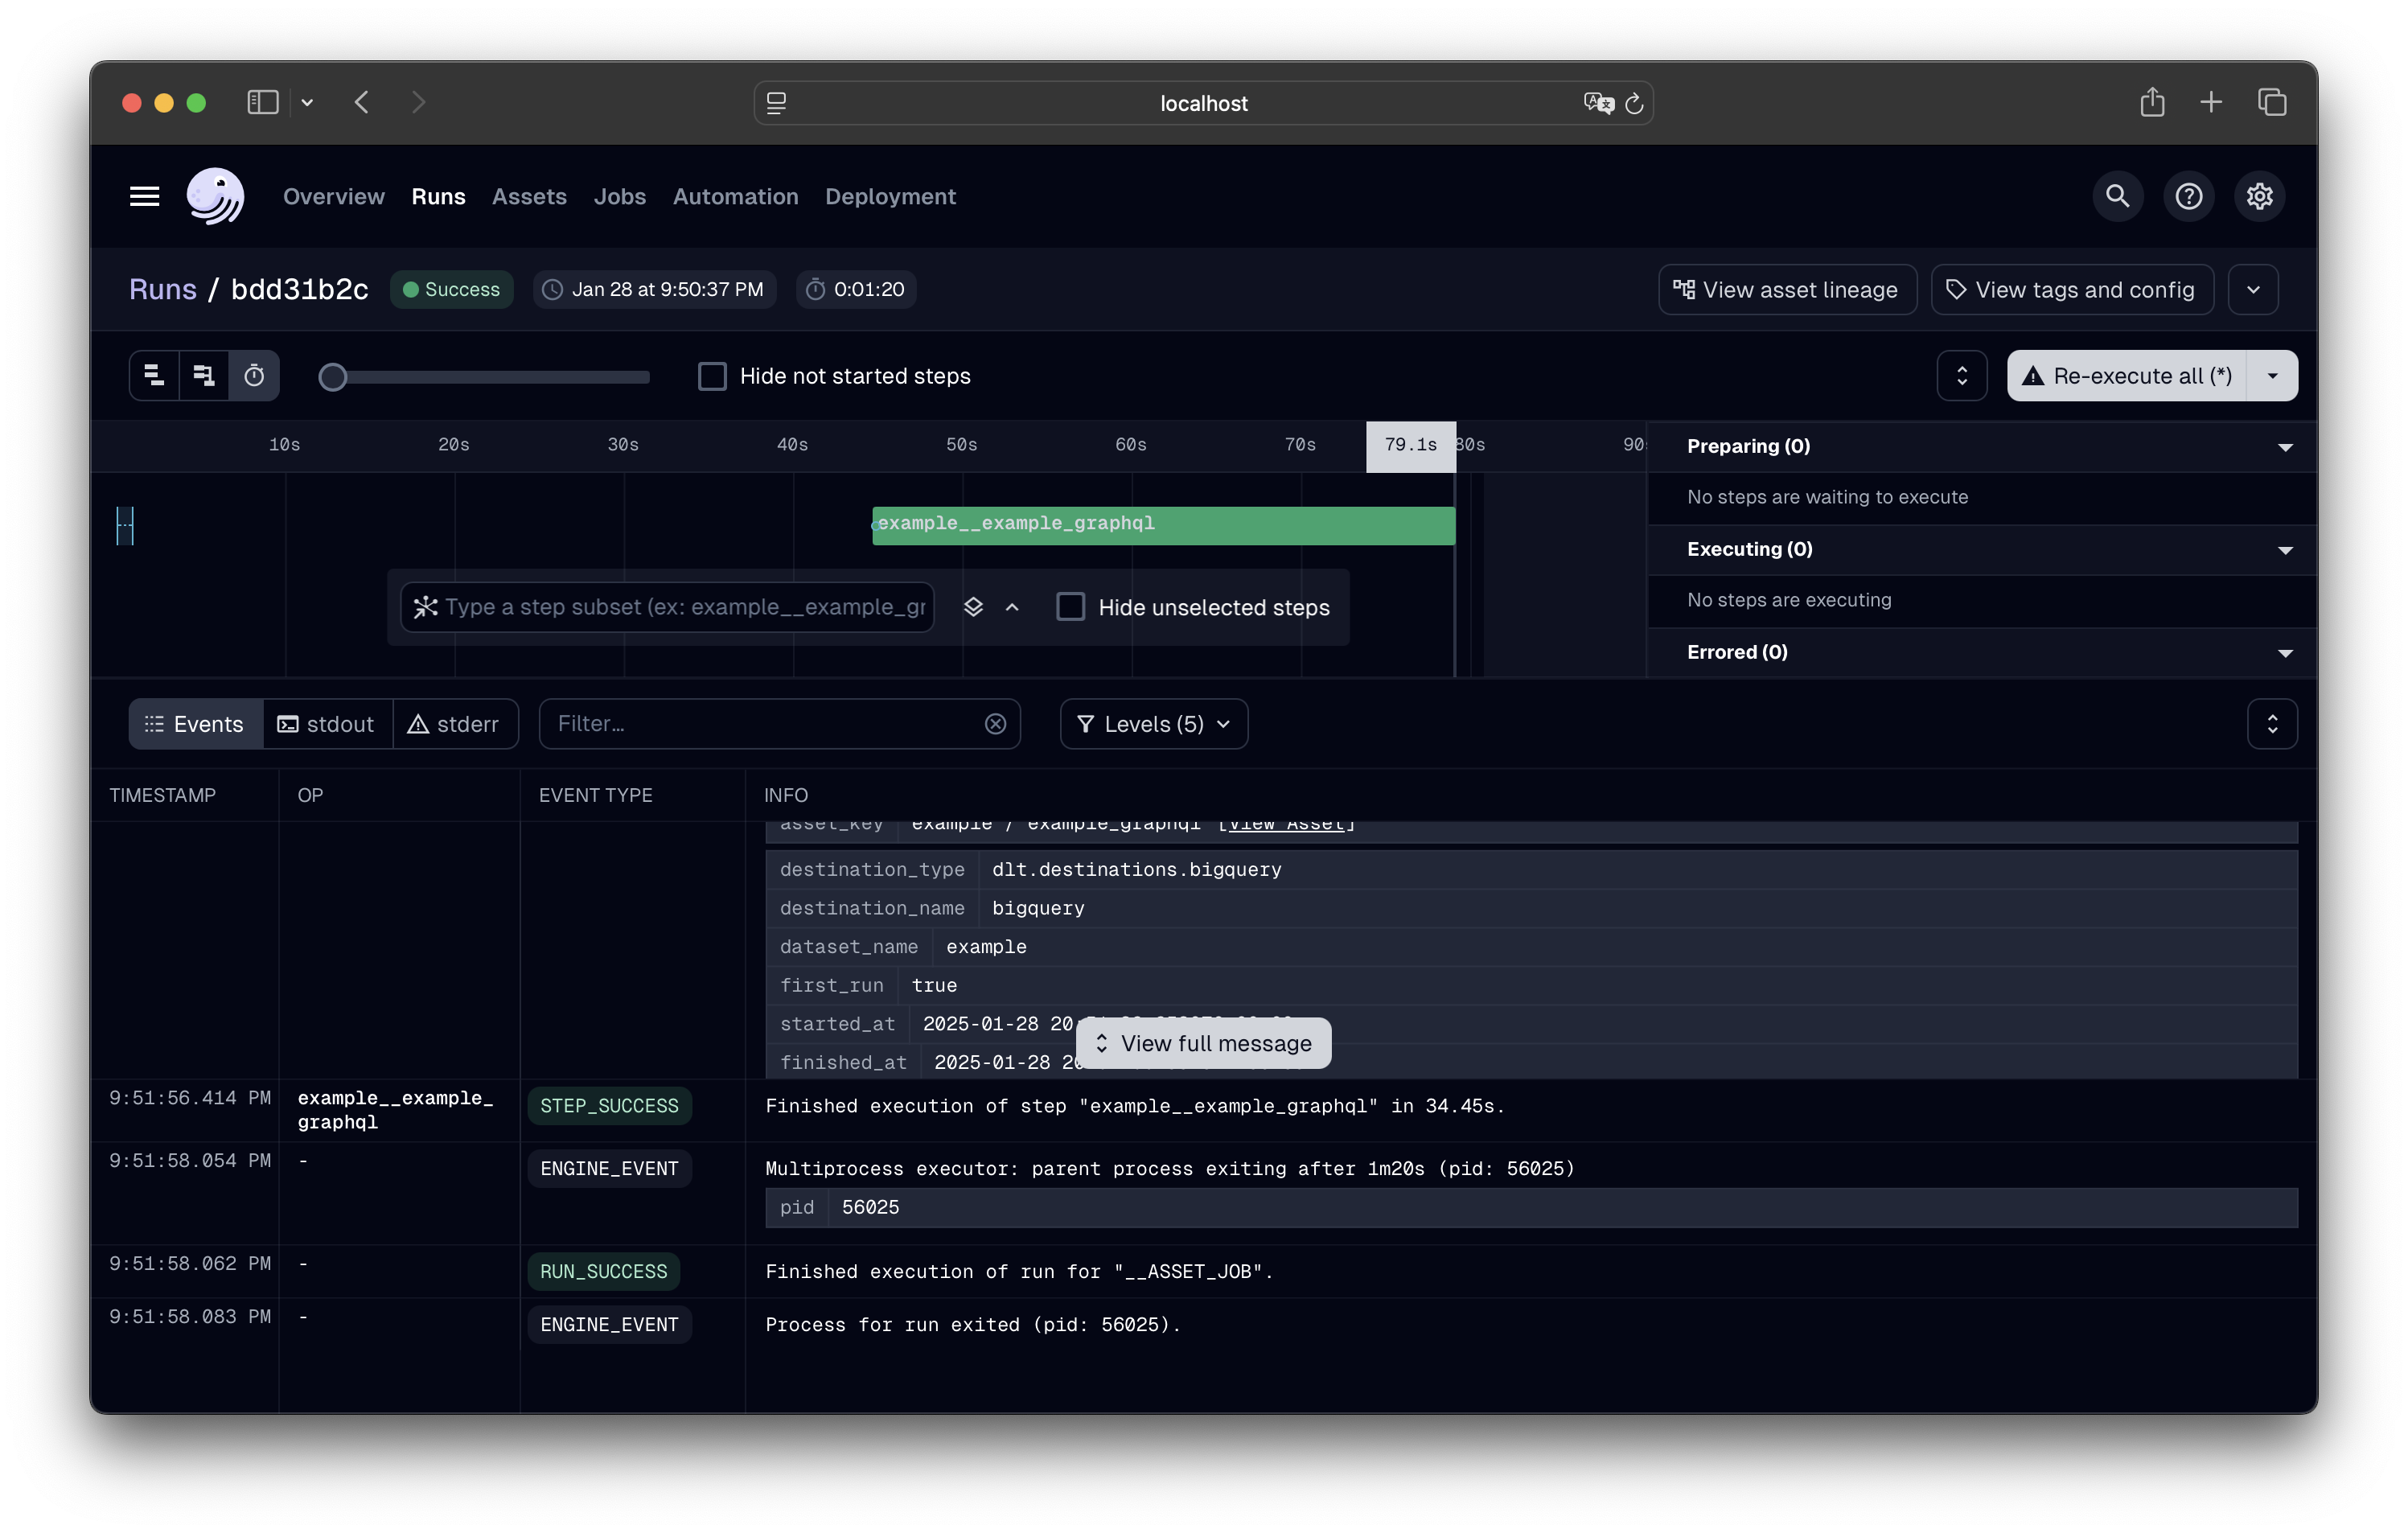 localhost
Overview Runs Assets Jobs Automation Deployment
Runs / bdd31b2c Success Jan 28 at 9:50:37 PM 0:01:20 View asset lineage View tags and config
Hide not started steps Re-execute all (*)
10s 20s 30s 40s 50s 60s 70s 79.1s 80s 90s
Preparing (0)
No steps are waiting to execute
example__example_graphql
Executing (0)
Type a step subset (ex: example__example_gr Hide unselected steps
No steps are executing
Errored (0)
Events stdout stderr Filter... Levels (5)
TIMESTAMP OP EVENT TYPE INFO
asset_key example / example_graphql [View Asset]
destination_type dlt.destinations.bigquery
destination_name bigquery
dataset_name example
first_run true
started_at 2025-01-28 20
View full message
finished_at 2025-01-28
9:51:56.414 PM example__example_graphql STEP_SUCCESS Finished execution of step "example__example_graphql" in 34.45s.
9:51:58.054 PM - ENGINE_EVENT Multiprocess executor: parent process exiting after 1m20s (pid: 56025)
pid 56025
9:51:58.062 PM - RUN_SUCCESS Finished execution of run for "__ASSET_JOB".
9:51:58.083 PM - ENGINE_EVENT Process for run exited (pid: 56025).